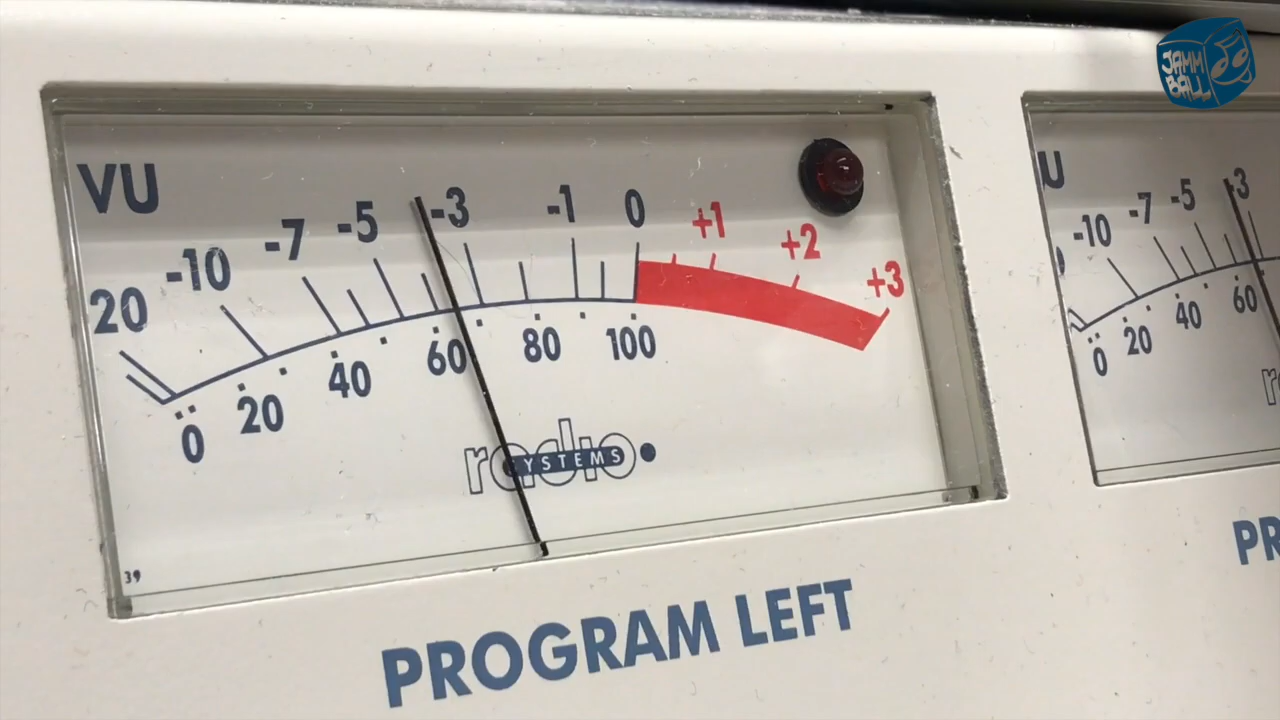 JAMM
BALL
VU
20 -10 -7 -5 -3 -1 0 +1 +2 +3
0 20 40 60 80 100
radio
SYSTEMS
39
PROGRAM LEFT
U
-10 -7 -5 -3
0 20 40 60
r
PR